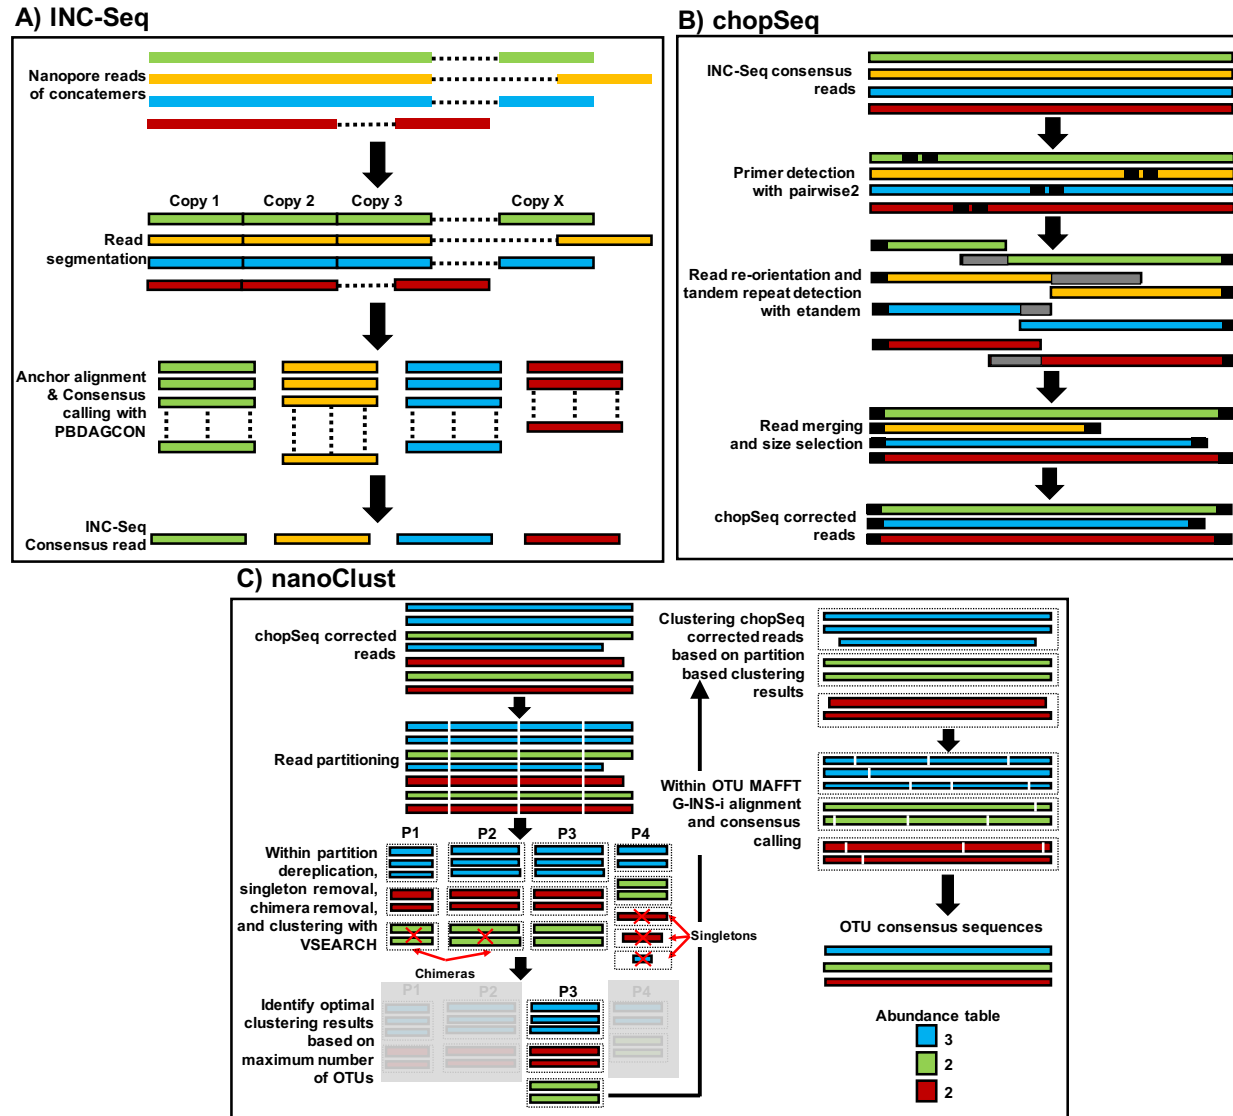 A) INC-Seq
Nanopore reads
of concatemers
Copy 1
Copy 2
Copy 3
Copy X
Read
segmentation
Anchor alignment
& Consensus
calling with
PBDAGCON
INC-Seq
Consensus read
B) chopSeq
INC-Seq consensus
reads
Primer detection
with pairwise2
Read re-orientation and
tandem repeat detection
with etandem
Read merging
and size selection
chopSeq corrected
reads
C) nanoClust
chopSeq corrected
reads
Read partitioning
P1
P2
P3
P4
Within partition
dereplication,
singleton removal,
chimera removal,
and clustering with
VSEARCH
Chimeras
Singletons
P1
P2
P3
P4
Identify optimal
clustering results
based on
maximum number
of OTUs
Clustering chopSeq
corrected reads
based on partition
based clustering
results
Within OTU MAFFT
G-INS-i alignment
and consensus
calling
OTU consensus sequences
Abundance table
3
2
2